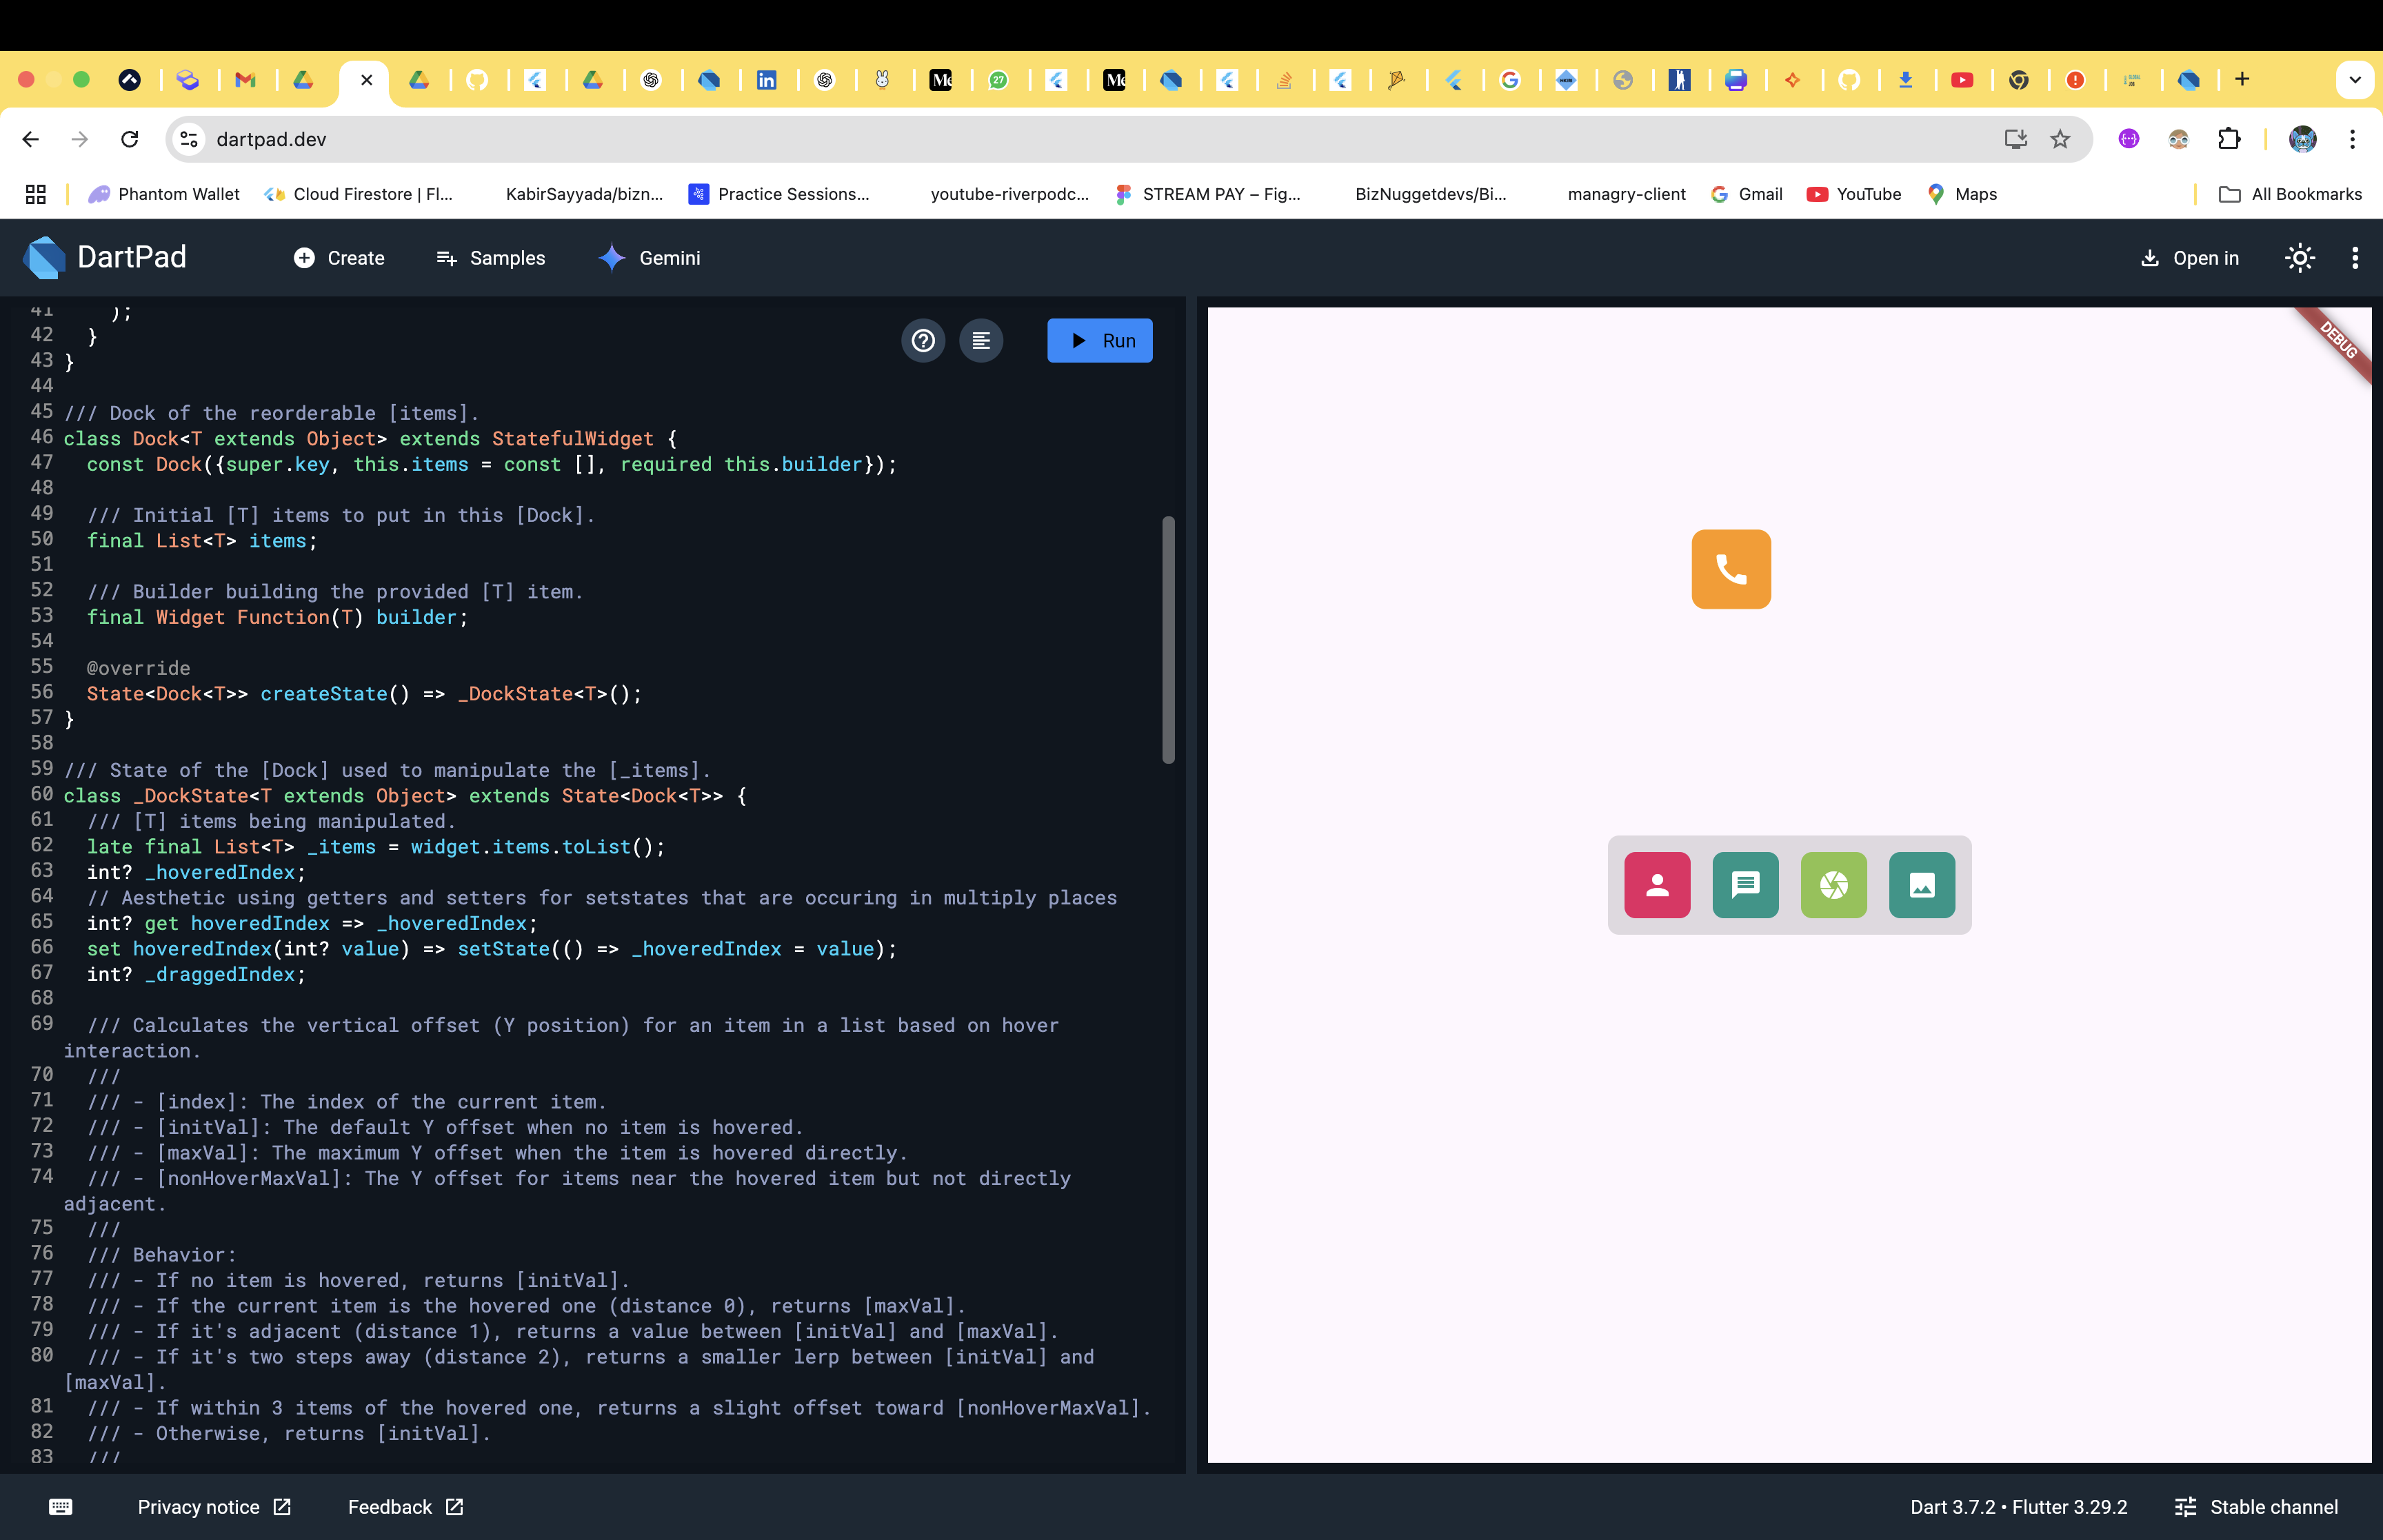 27
dartpad.dev
Phantom Wallet
Cloud Firestore | Fl...
KabirSayyada/bizn...
Practice Sessions...
youtube-riverpodc...
STREAM PAY – Fig...
BizNuggetdevs/Bi...
managry-client
Gmail
YouTube
Maps
All Bookmarks
DartPad
Create
Samples
Gemini
Open in
Run
DEBUG
41     );
42   }
43 }
44
45 /// Dock of the reorderable [items].
46 class Dock<T extends Object> extends StatefulWidget {
47   const Dock({super.key, this.items = const [], required this.builder});
48
49   /// Initial [T] items to put in this [Dock].
50   final List<T> items;
51
52   /// Builder building the provided [T] item.
53   final Widget Function(T) builder;
54
55   @override
56   State<Dock<T>> createState() => _DockState<T>();
57 }
58
59 /// State of the [Dock] used to manipulate the [_items].
60 class _DockState<T extends Object> extends State<Dock<T>> {
61   /// [T] items being manipulated.
62   late final List<T> _items = widget.items.toList();
63   int? _hoveredIndex;
64   // Aesthetic using getters and setters for setstates that are occuring in multiply places
65   int? get hoveredIndex => _hoveredIndex;
66   set hoveredIndex(int? value) => setState(() => _hoveredIndex = value);
67   int? _draggedIndex;
68
69   /// Calculates the vertical offset (Y position) for an item in a list based on hover
interaction.
70   ///
71   /// - [index]: The index of the current item.
72   /// - [initVal]: The default Y offset when no item is hovered.
73   /// - [maxVal]: The maximum Y offset when the item is hovered directly.
74   /// - [nonHoverMaxVal]: The Y offset for items near the hovered item but not directly
adjacent.
75   ///
76   /// Behavior:
77   /// - If no item is hovered, returns [initVal].
78   /// - If the current item is the hovered one (distance 0), returns [maxVal].
79   /// - If it's adjacent (distance 1), returns a value between [initVal] and [maxVal].
80   /// - If it's two steps away (distance 2), returns a smaller lerp between [initVal] and
[maxVal].
81   /// - If within 3 items of the hovered one, returns a slight offset toward [nonHoverMaxVal].
82   /// - Otherwise, returns [initVal].
83   ///
Privacy notice
Feedback
Dart 3.7.2 • Flutter 3.29.2
Stable channel